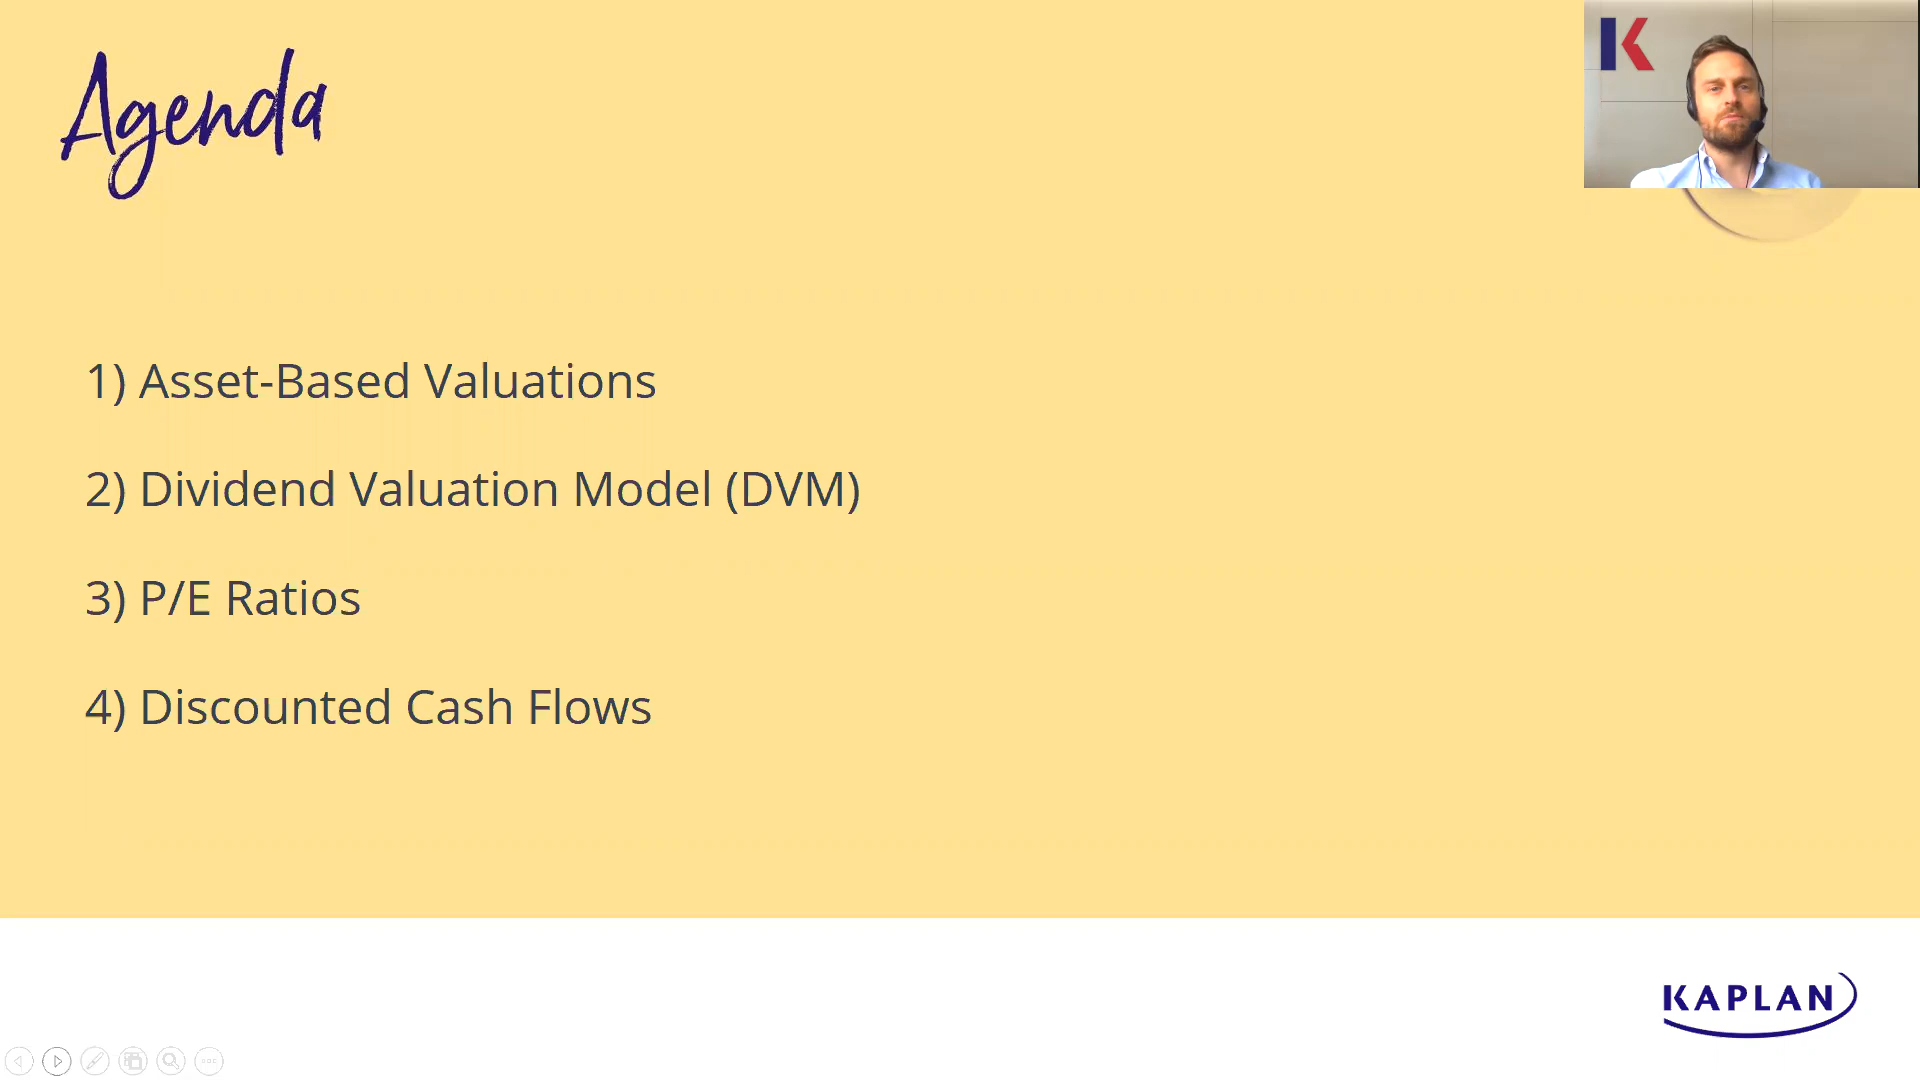 Agenda
K
1) Asset-Based Valuations
2) Dividend Valuation Model (DVM)
3) P/E Ratios
4) Discounted Cash Flows
KAPLAN